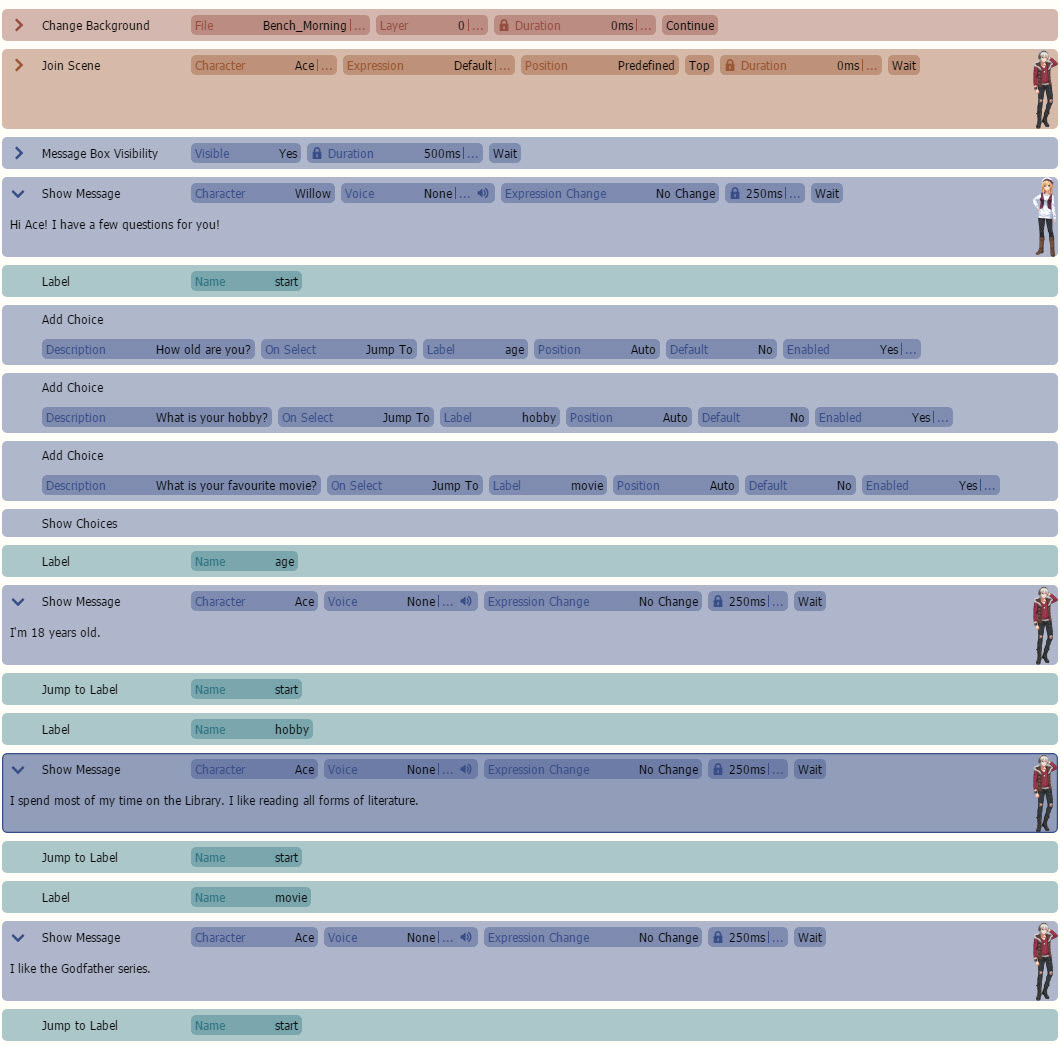 Change Background File Bench_Morning|... Layer 0|... Duration 0ms|... Continue
Join Scene Character Ace|... Expression Default|... Position Predefined Top Duration 0ms|... Wait
Message Box Visibility Visible Yes Duration 500ms|... Wait
Show Message Character Willow Voice None|... Expression Change No Change 250ms|... Wait
Hi Ace! I have a few questions for you!
Label Name start
Add Choice
Description How old are you? On Select Jump To Label age Position Auto Default No Enabled Yes|...
Add Choice
Description What is your hobby? On Select Jump To Label hobby Position Auto Default No Enabled Yes|...
Add Choice
Description What is your favourite movie? On Select Jump To Label movie Position Auto Default No Enabled Yes|...
Show Choices
Label Name age
Show Message Character Ace Voice None|... Expression Change No Change 250ms|... Wait
I'm 18 years old.
Jump to Label Name start
Label Name hobby
Show Message Character Ace Voice None|... Expression Change No Change 250ms|... Wait
I spend most of my time on the Library. I like reading all forms of literature.
Jump to Label Name start
Label Name movie
Show Message Character Ace Voice None|... Expression Change No Change 250ms|... Wait
I like the Godfather series.
Jump to Label Name start